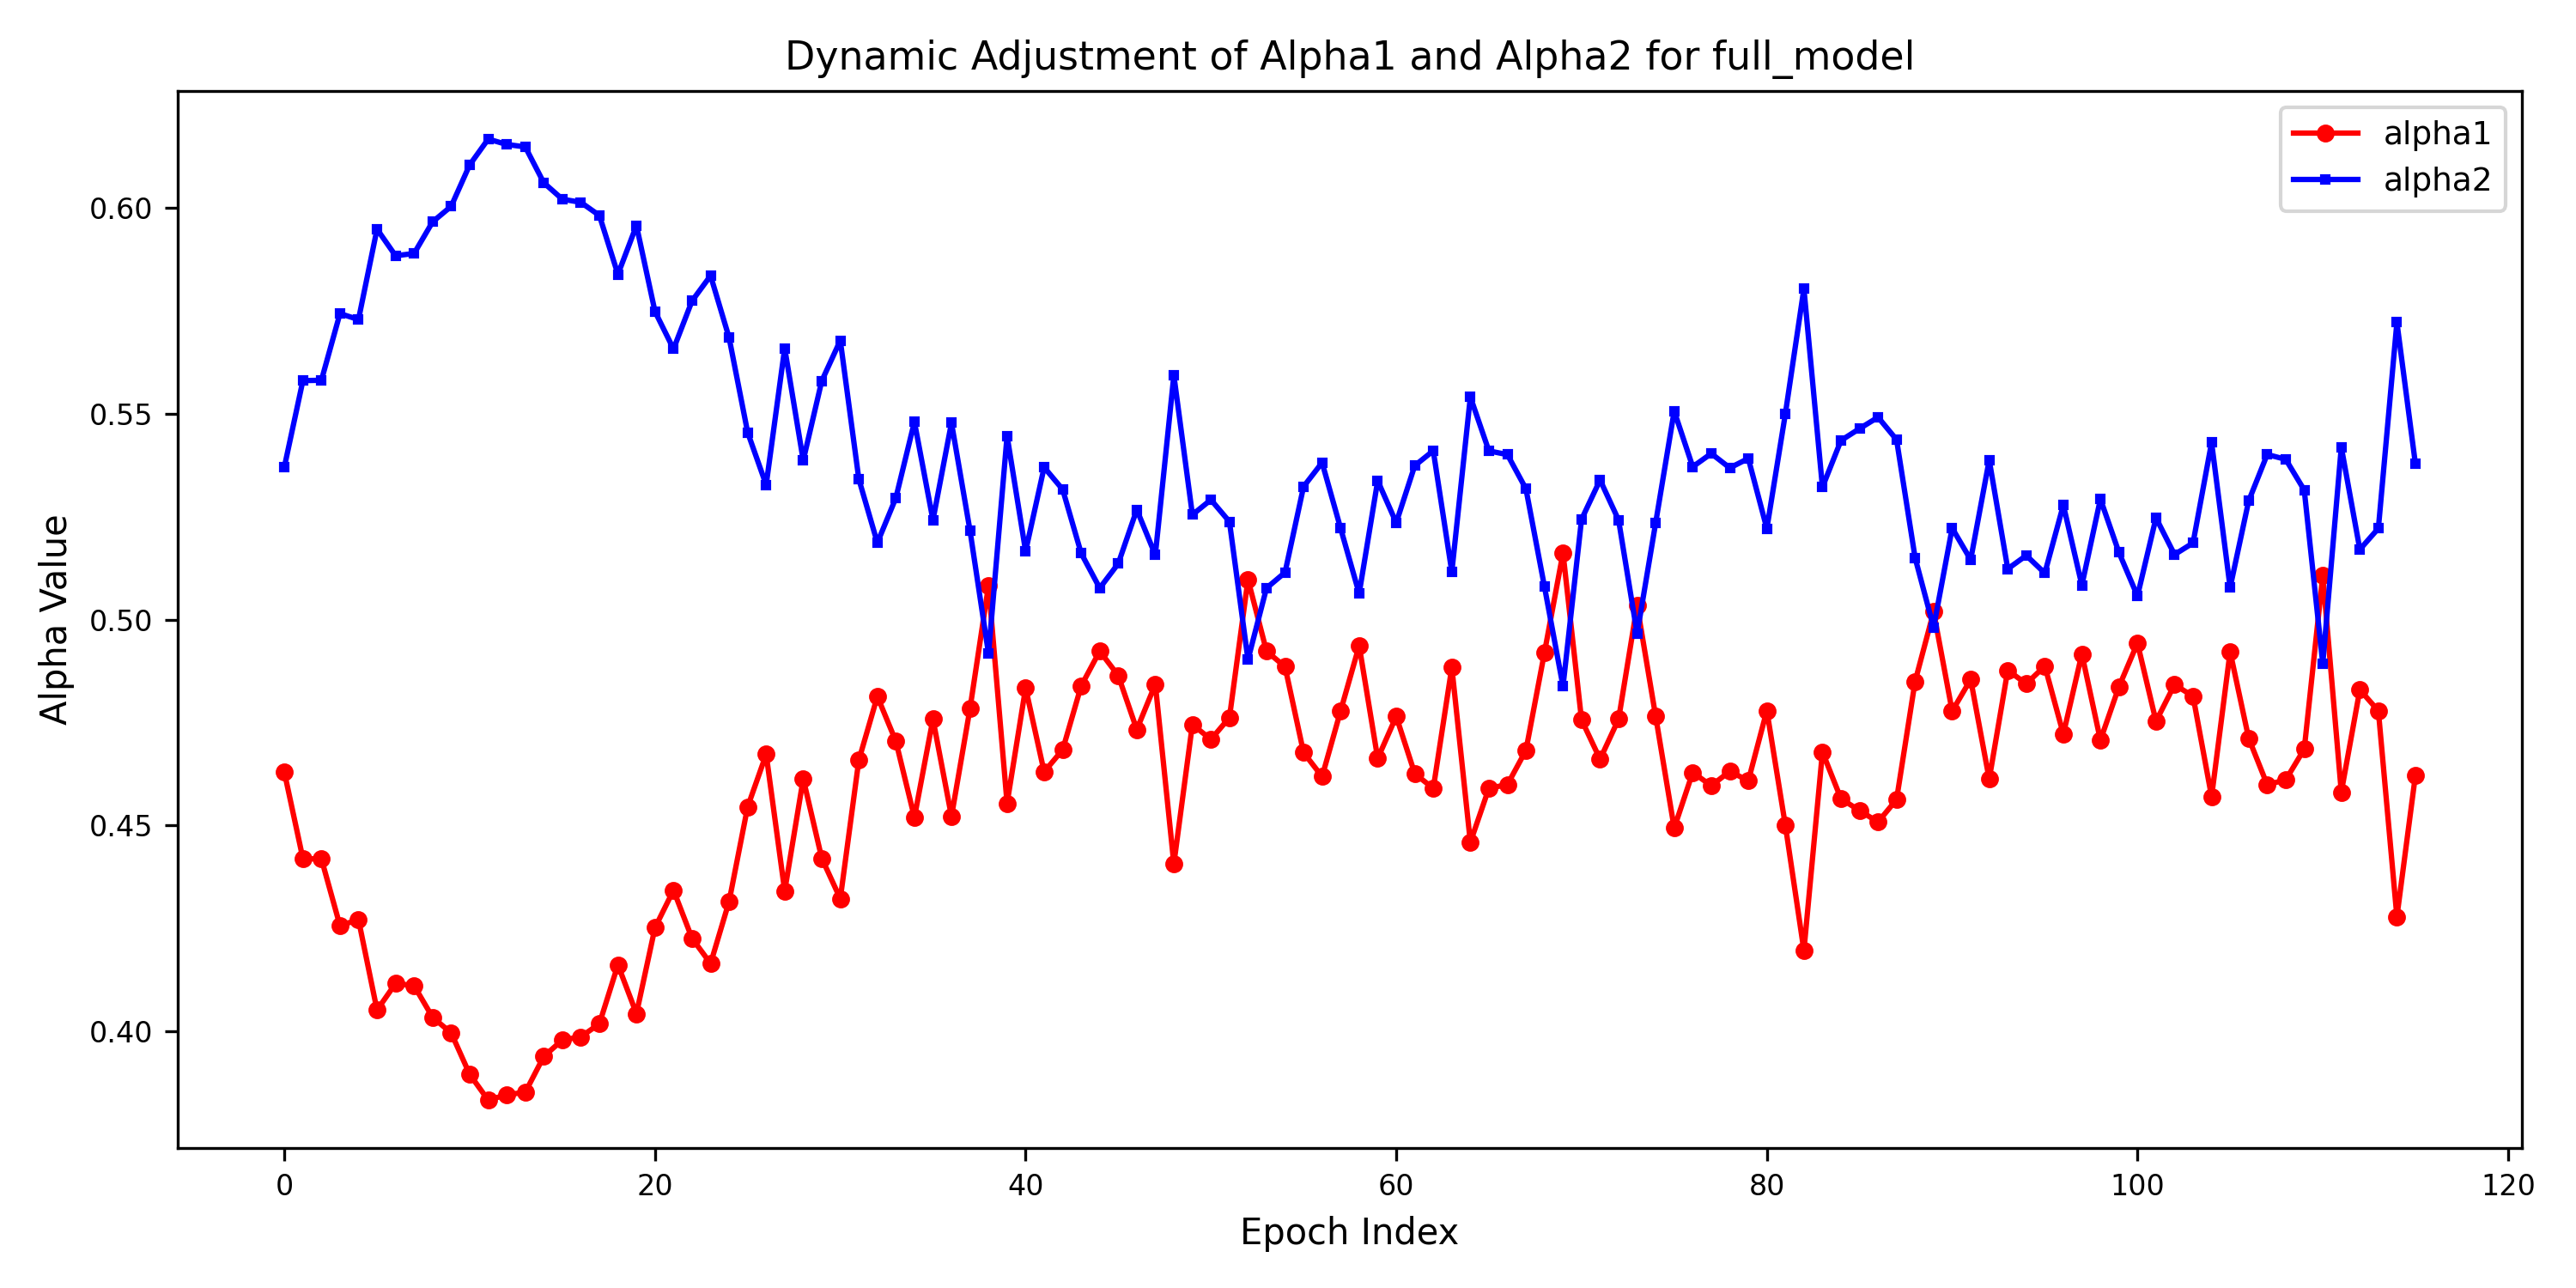 Dynamic Adjustment of Alpha1 and Alpha2 for full_model
alpha1
alpha2
0.60
0.55
0.50
0.45
0.40
Alpha Value
0 20 40 60 80 100 120
Epoch Index